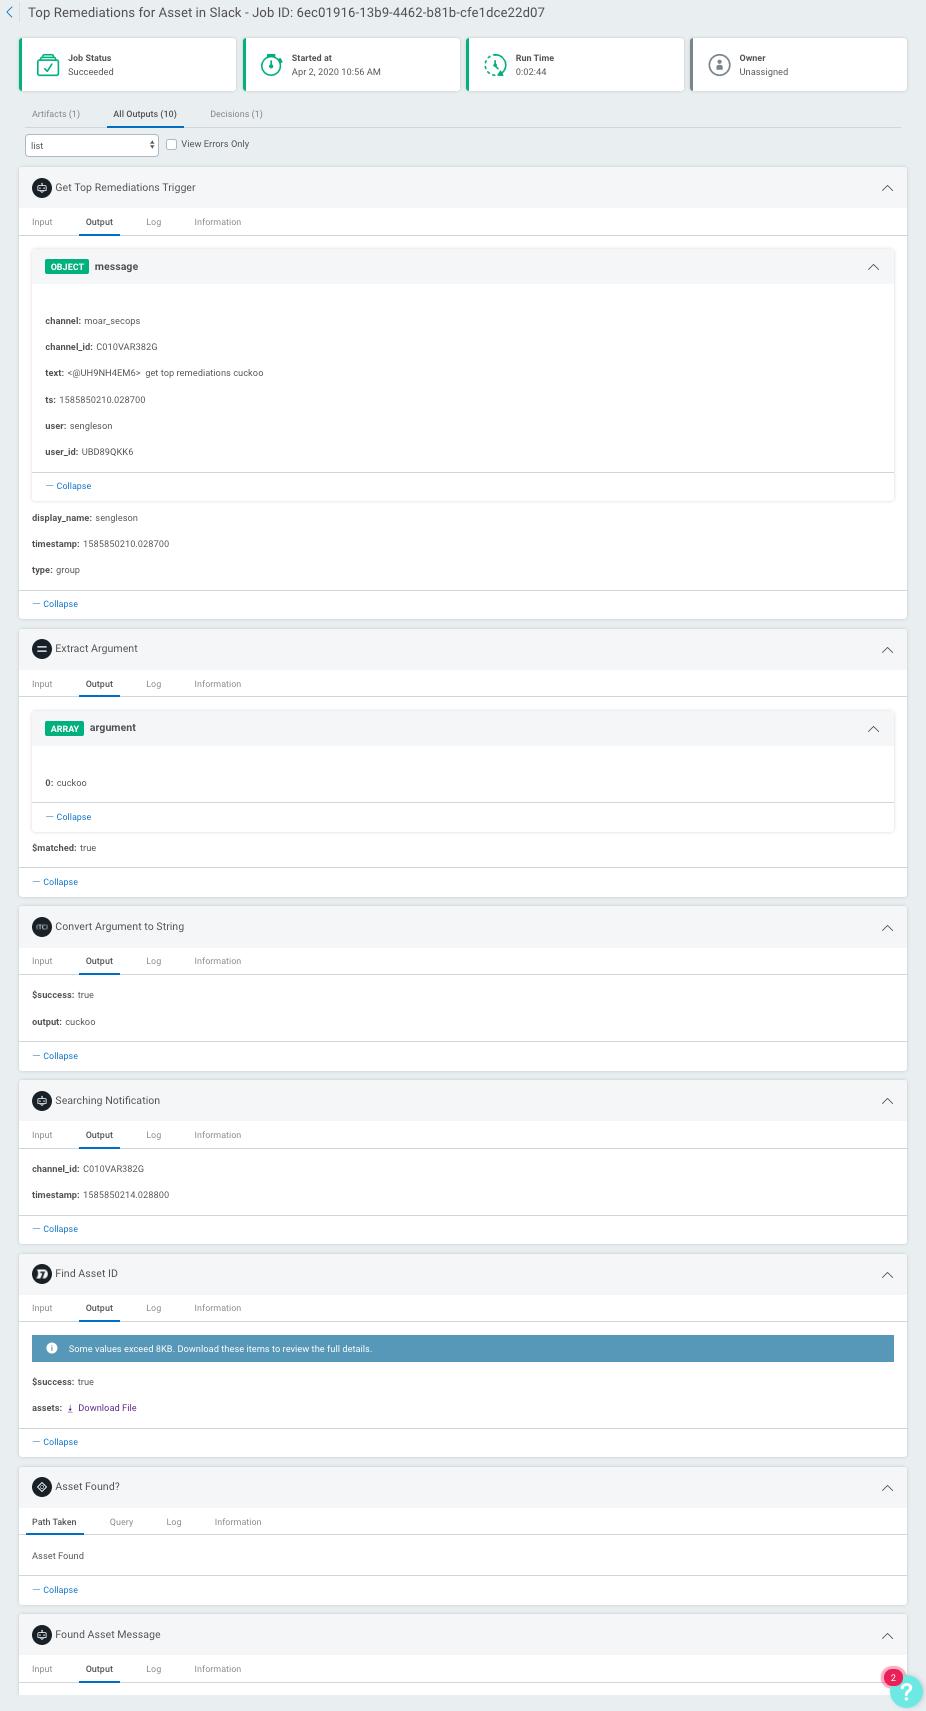 Top Remediations for Asset in Slack - Job ID: 6ec01916-13b9-4462-b81b-cfe1dce22d07
Job Status
Succeeded
Started at
Apr 2, 2020 10:56 AM
Run Time
0:02:44
Owner
Unassigned
Artifacts (1) All Outputs (10) Decisions (1)
list View Errors Only
Get Top Remediations Trigger
Input Output Log Information
OBJECT message
channel: moar_secops
channel_id: C010VAR382G
text: <@UH9NH4EM6> get top remediations cuckoo
ts: 1585850210.028700
user: sengleson
user_id: UBD89QKK6
— Collapse
display_name: sengleson
timestamp: 1585850210.028700
type: group
— Collapse
Extract Argument
Input Output Log Information
ARRAY argument
0: cuckoo
— Collapse
$matched: true
— Collapse
Convert Argument to String
Input Output Log Information
$success: true
output: cuckoo
— Collapse
Searching Notification
Input Output Log Information
channel_id: C010VAR382G
timestamp: 1585850214.028800
— Collapse
Find Asset ID
Input Output Log Information
Some values exceed 8KB. Download these items to review the full details.
$success: true
assets: Download File
— Collapse
Asset Found?
Path Taken Query Log Information
Asset Found
— Collapse
Found Asset Message
Input Output Log Information
2
?